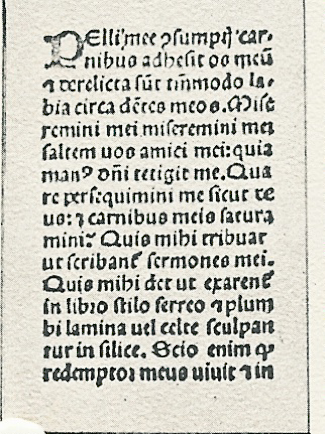 PElli mee ꝯsumptꝭ car-
nibus adhesit os meū
⁊ derelicta sūt tm̄modo la-
bia circa dētes meos. Mise
remini mei miseremini mei
saltem uos amici mei: quia
manꝰ dn̄i tetigit me. Qua
re persequimini me sicut de
us: ⁊ carnibus meis satura
mini? Quis mihi tribuat
ut scribant᷑ sermones mei.
Quis mihi det ut exarent᷑
in libro stilo ferreo ⁊ plum
bi lamina uel celte sculpan
tur in silice. Scio enim ꝙ
redemptor meus uiuit ⁊ in